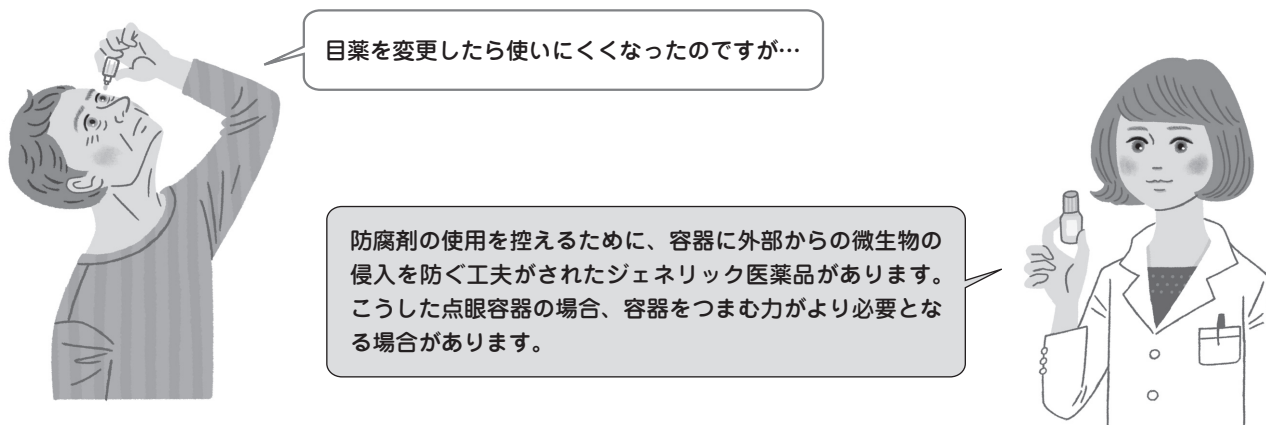 目薬を変更したら使いにくくなったのですが…
防腐剤の使用を控えるために、容器に外部からの微生物の
侵入を防ぐ工夫がされたジェネリック医薬品があります。
こうした点眼容器の場合、容器をつまむ力がより必要とな
る場合があります。